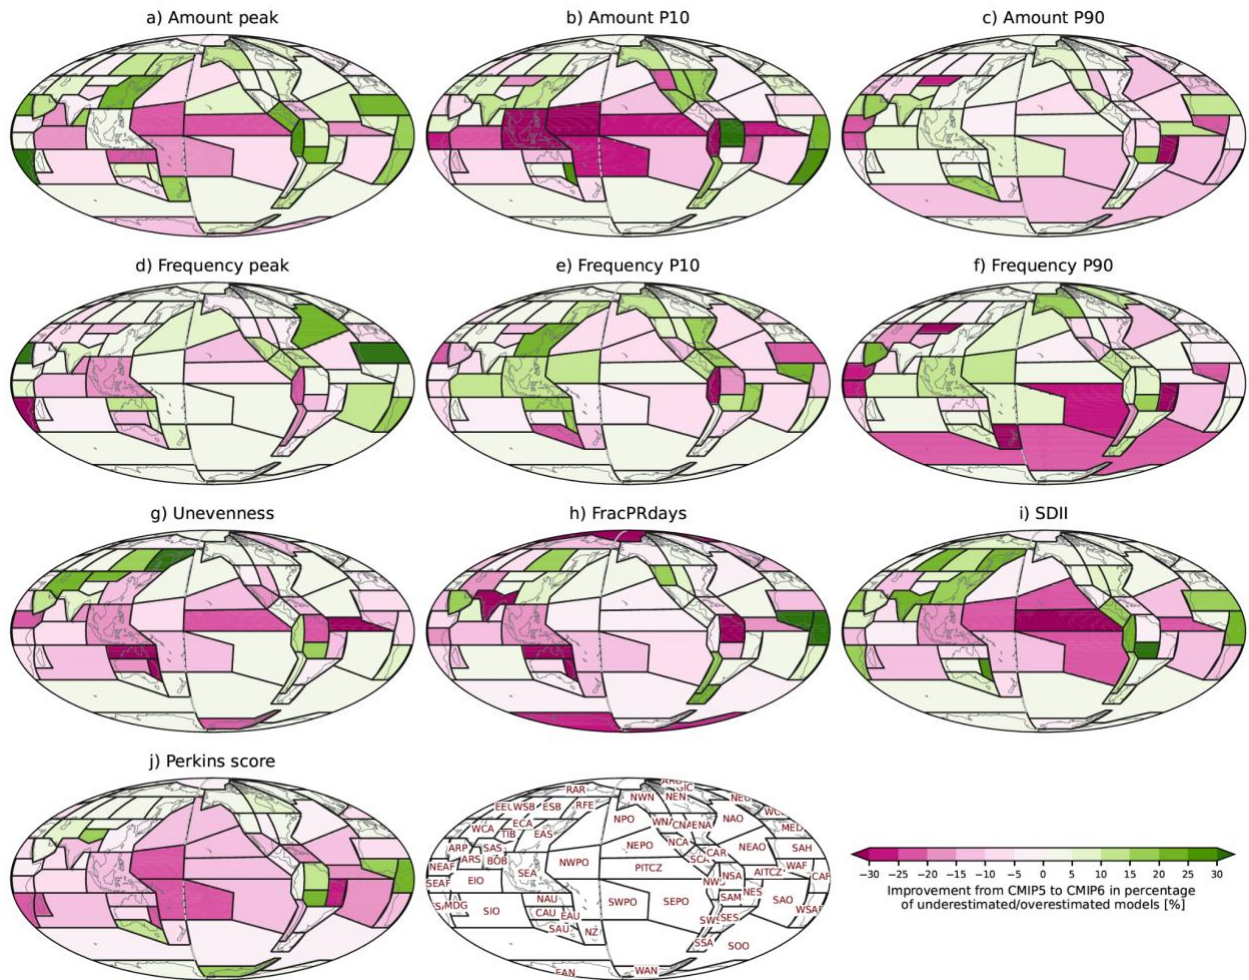 a) Amount peak
b) Amount P10
c) Amount P90
d) Frequency peak
e) Frequency P10
f) Frequency P90
g) Unevenness
h) FracPRdays
i) SDII
j) Perkins score
RAR
GIC
EEU WSB ESB RFE
NWN NEN
NEU
WCA ECA
TIB EAS
NPO
WNA CNA ENA
NAO
MED
ARP SAS
NEPO
NCA
NEAO
SAH
NEAF ARS BOB
SEA
NWPO
PITCZ
SCA CAR
WAF
CAF
SEAF EIO
NSA
AITCZ
MDG
SIO
NAU
SWPO
SEPO
SAM
NES
SAO
CAU EAU
SAU NZ
SES
SSA
SOO
WAN
−30 −25 −20 −15 −10 −5 0 5 10 15 20 25 30
Improvement from CMIP5 to CMIP6 in percentage
of underestimated/overestimated models [%]